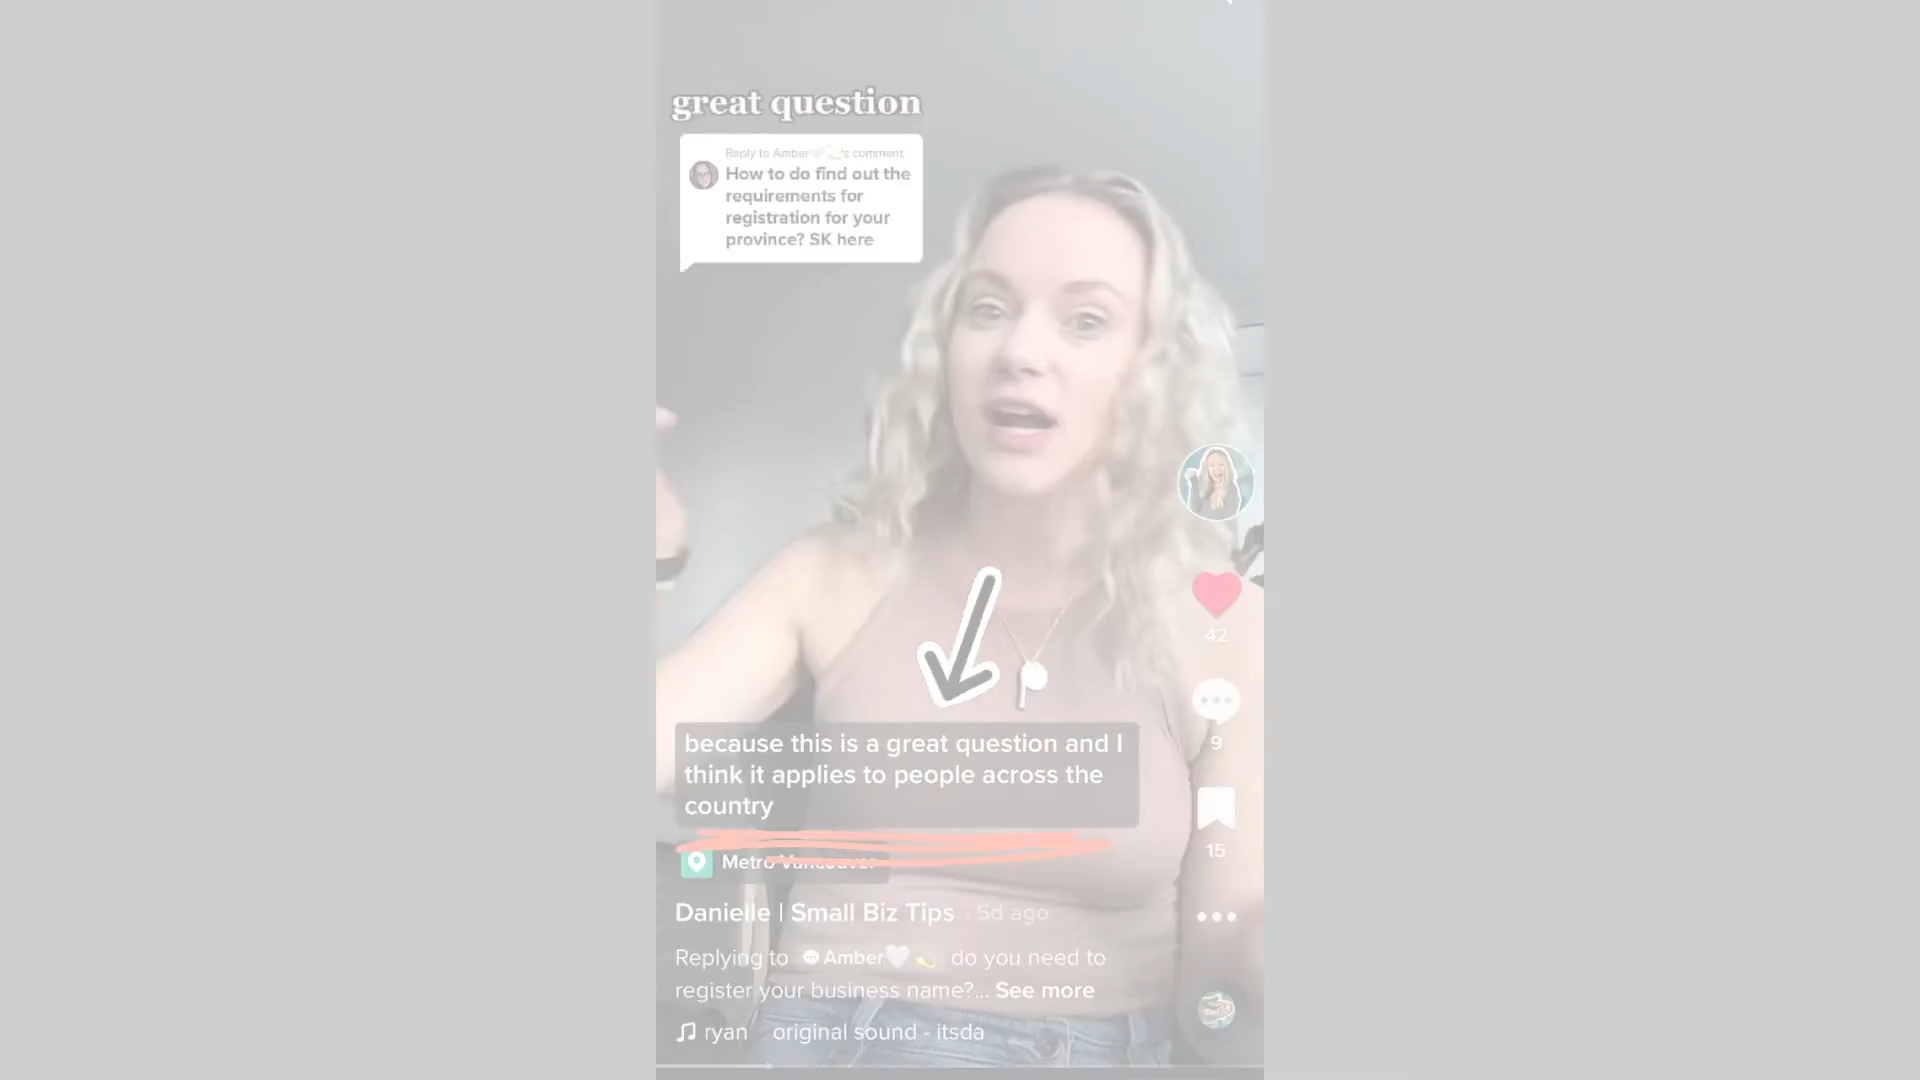 great question
Reply to Amber's comment
How to do find out the
requirements for
registration for your
province? SK here
42
because this is a great question and I
think it applies to people across the
country
9
15
Metro Vancouver
Danielle | Small Biz Tips · 5d ago
Replying to Amber🤍💫 do you need to
register your business name?... See more
ryan original sound - itsda